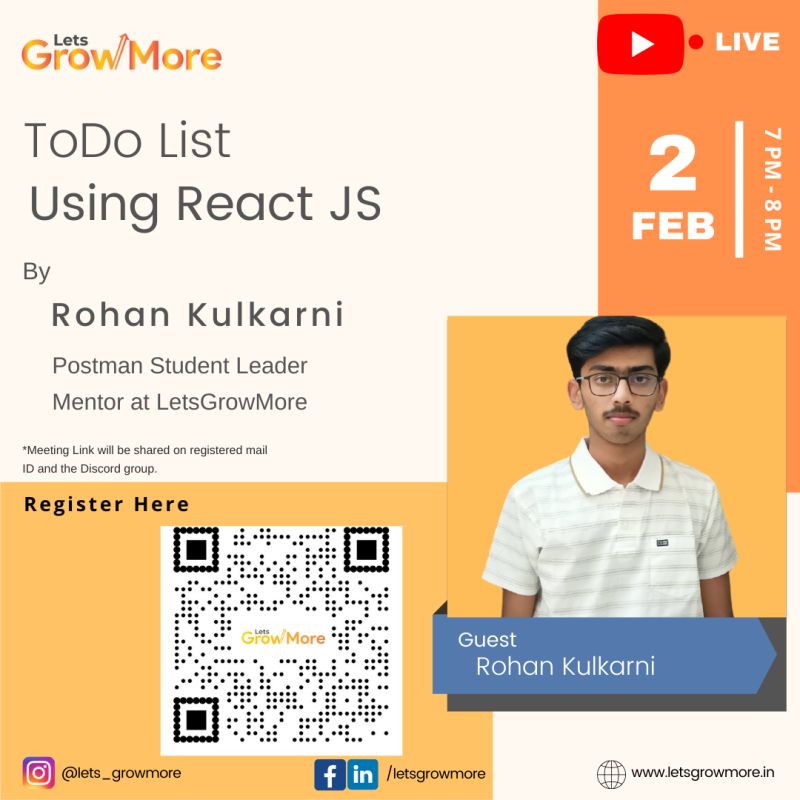 Lets
GrowMore
LIVE
ToDo List
Using React JS
2
FEB
7 PM - 8 PM
By
Rohan Kulkarni
Postman Student Leader
Mentor at LetsGrowMore
*Meeting Link will be shared on registered mail
ID and the Discord group.
Register Here
Lets
GrowMore
Guest
Rohan Kulkarni
@lets_growmore
/letsgrowmore
www.letsgrowmore.in